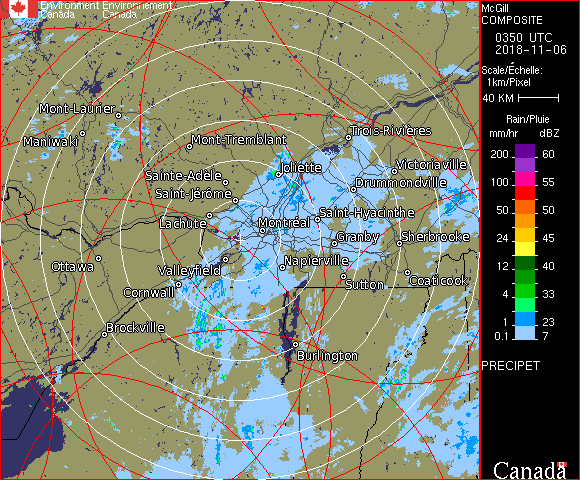 Environment Environnement
Canada Canada
McGill
COMPOSITE
0350 UTC
2018-11-06
Scale/Échelle:
1km/Pixel
40 KM
Rain/Pluie
mm/hr dBZ
200 60
100 55
50 50
24 45
12 40
4 33
1 23
0.1 7
PRECIPET
Canada
Mont-Laurier
Maniwaki
Mont-Tremblant
Trois-Rivières
Sainte-Adèle
Joliette
Victoriaville
Saint-Jérôme
Drummondville
Lachute
Montréal
Saint-Hyacinthe
Granby
Sherbrooke
Ottawa
Valleyfield
Napierville
Cornwall
Sutton
Coaticook
Brockville
Burlington